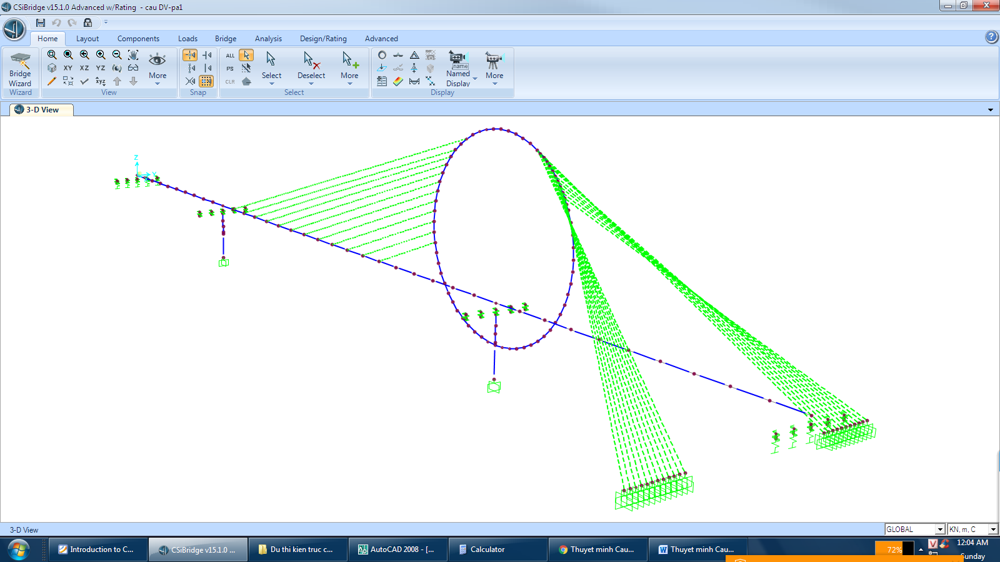 CSiBridge v15.1.0 Advanced w/Rating - cau DV-pa1
Home Layout Components Loads Bridge Analysis Design/Rating Advanced
Bridge Wizard
Wizard
XY XZ YZ
xyz
More
View
Snap
ALL
PS
CLR
Select
Deselect
More
Select
name
Named Display
More
Display
3-D View
Z
Y
3-D View
GLOBAL
KN, m, C
Introduction to C...
CSiBridge v15.1.0 ...
Du thi kien truc c...
AutoCAD 2008 - [...
Calculator
Thuyet minh Cau...
Thuyet minh Cau...
72%
12:04 AM
Sunday